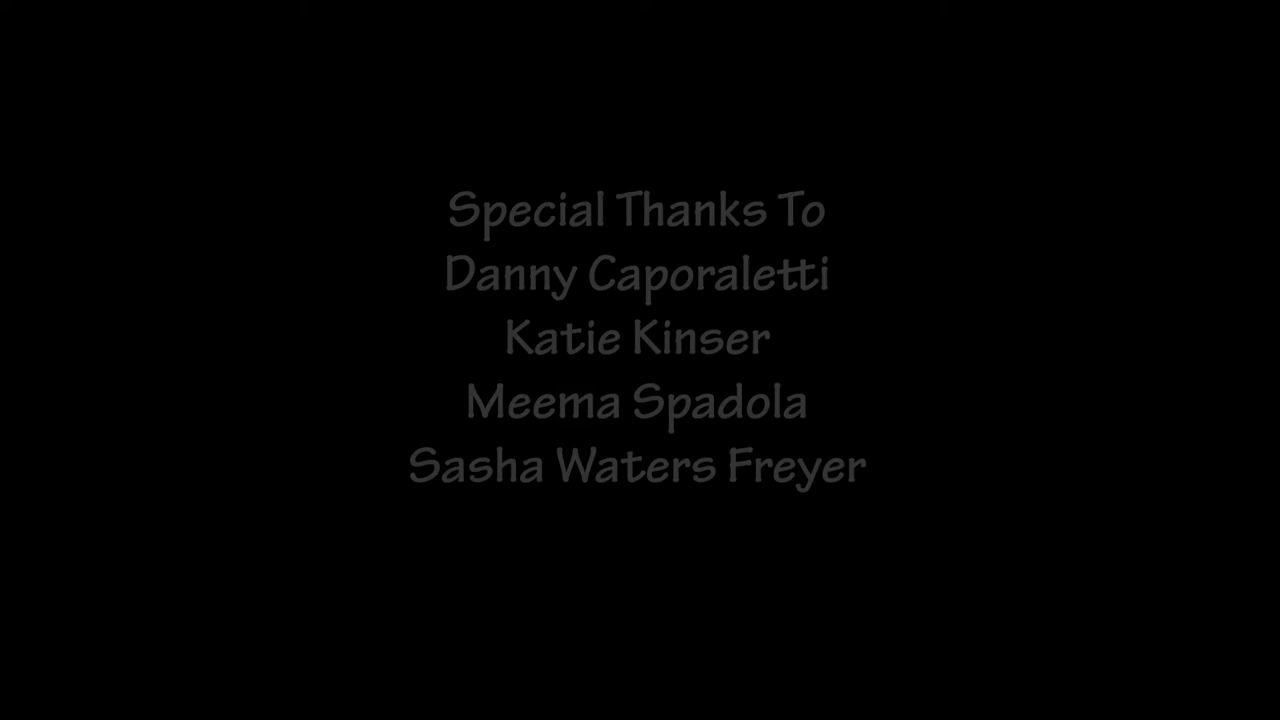 Special Thanks To
Danny Caporaletti
Katie Kinser
Meema Spadola
Sasha Waters Freyer